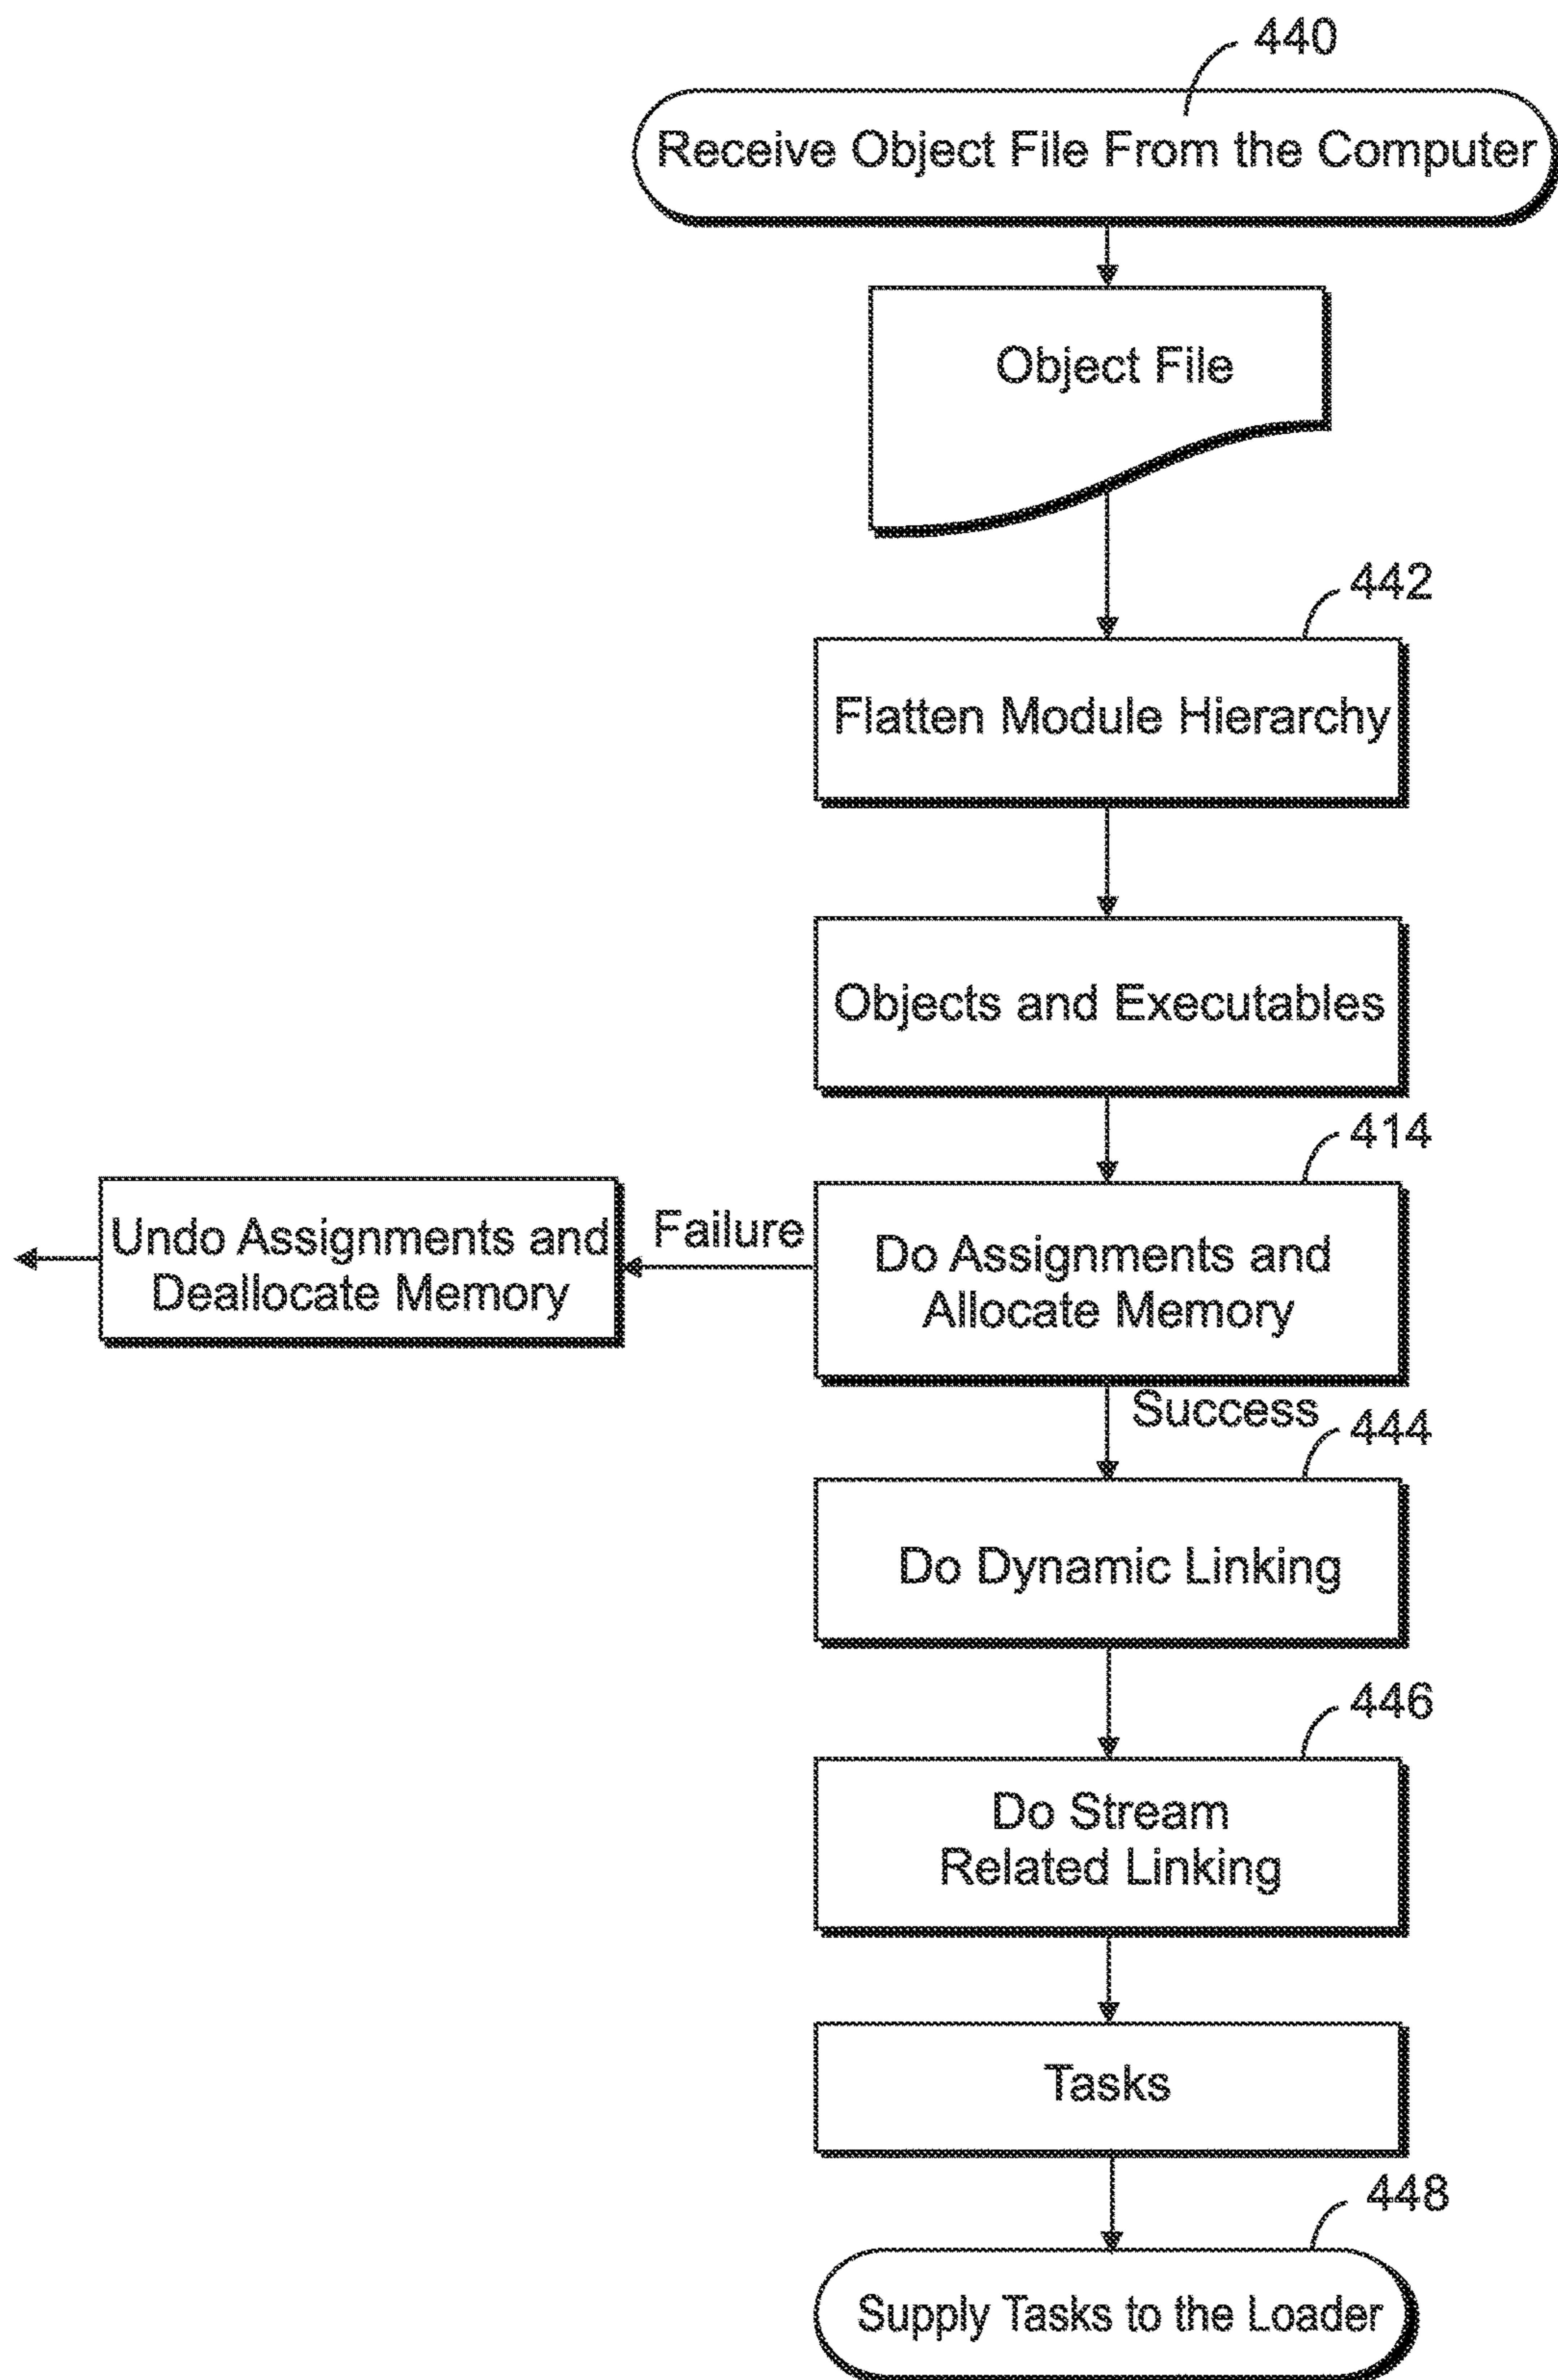 440
Receive Object File From the Computer
Object File
442
Flatten Module Hierarchy
Objects and Executables
414
Undo Assignments and
Deallocate Memory
Failure
Do Assignments and
Allocate Memory
Success
444
Do Dynamic Linking
446
Do Stream
Related Linking
Tasks
448
Supply Tasks to the Loader